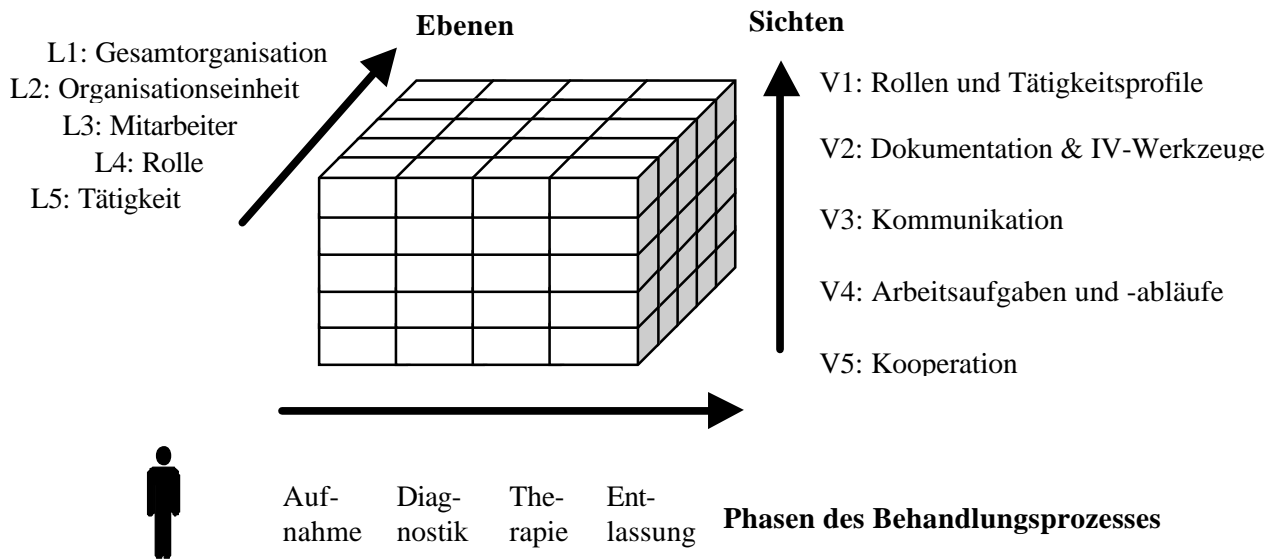 Ebenen
L1: Gesamtorganisation
L2: Organisationseinheit
L3: Mitarbeiter
L4: Rolle
L5: Tätigkeit
Sichten
V1: Rollen und Tätigkeitsprofile
V2: Dokumentation & IV-Werkzeuge
V3: Kommunikation
V4: Arbeitsaufgaben und -abläufe
V5: Kooperation
Auf-
nahme
Diag-
nostik
The-
rapie
Ent-
lassung
Phasen des Behandlungsprozesses